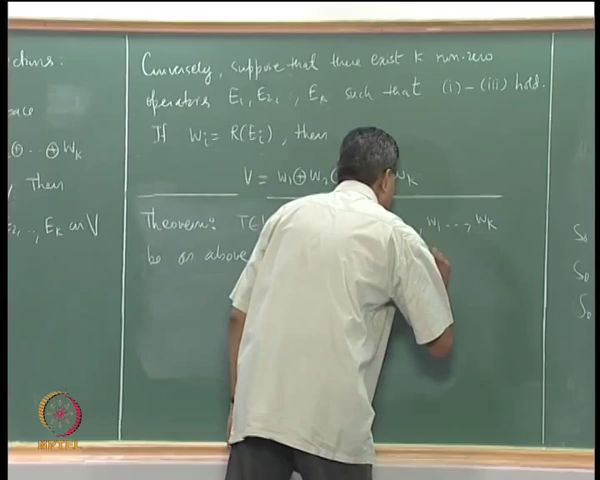 ctions:
pace
⊕ ·· ⊕ Wk
, Then
E2, ··, Ek on V
Conversely, suppose that there exist k non-zero
operators E1, E2, , Ek such that (i) – (iii) hold.
If Wi = R(Ei), then
V = W1 ⊕ W2 Wk
Theorem: T∈ , W1 ···, Wk
be as above
So
So
So
NPTEL